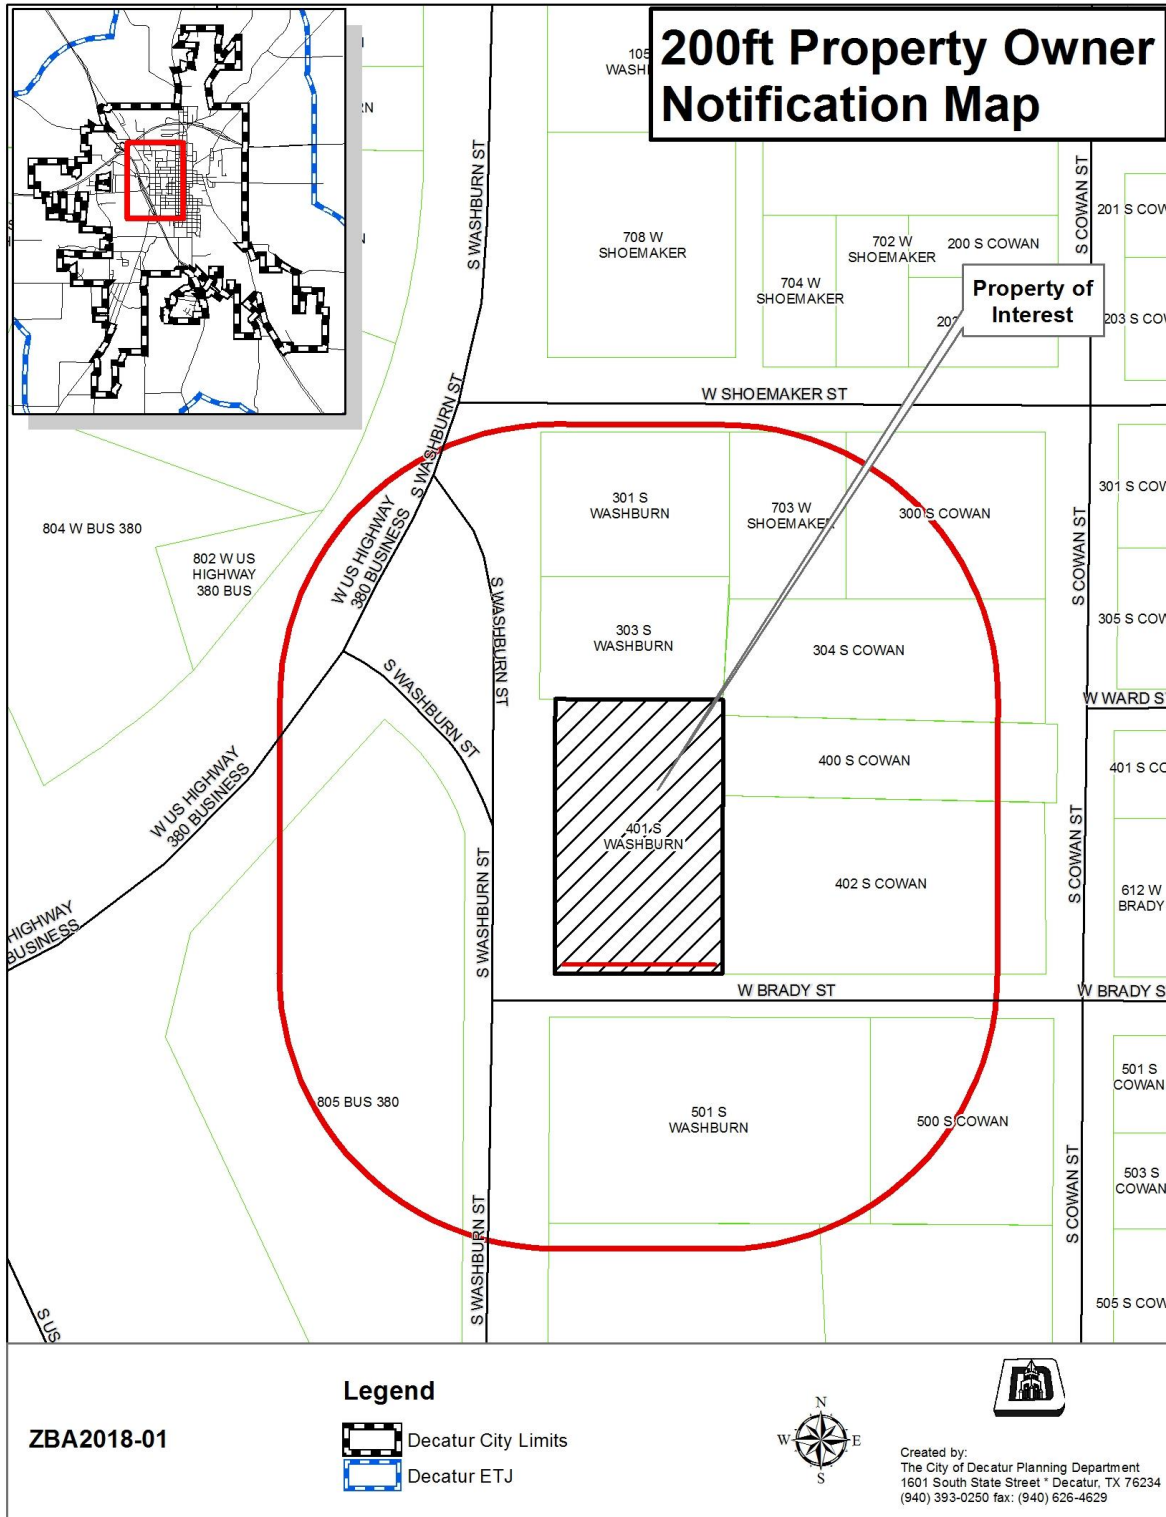 200ft Property Owner
Notification Map
105
WASH
RN
S WASHBURN ST
S COWAN ST
201 S COW
708 W
SHOEMAKER
702 W
SHOEMAKER
200 S COWAN
704 W
SHOEMAKER
Property of
Interest
203 S COW
W SHOEMAKER ST
S WASHBURN ST
804 W BUS 380
802 W US
HIGHWAY
380 BUS
W US HIGHWAY
380 BUSINESS
301 S
WASHBURN
703 W
SHOEMAKER
300 S COWAN
301 S COW
S COWAN ST
S WASHBURN ST
303 S
WASHBURN
304 S COWAN
305 S COW
S WASHBURN ST
W WARD S
W US HIGHWAY
380 BUSINESS
400 S COWAN
401 S CO
401 S
WASHBURN
402 S COWAN
S COWAN ST
612 W
BRADY
HIGHWAY
BUSINESS
S WASHBURN ST
W BRADY ST
W BRADY S
805 BUS 380
501 S
WASHBURN
500 S COWAN
501 S
COWAN
503 S
COWAN
S COWAN ST
S WASHBURN ST
505 S COW
S US
ZBA2018-01
Legend
Decatur City Limits
Decatur ETJ
N
W
E
S
D
Created by:
The City of Decatur Planning Department
1601 South State Street * Decatur, TX 76234
(940) 393-0250 fax: (940) 626-4629